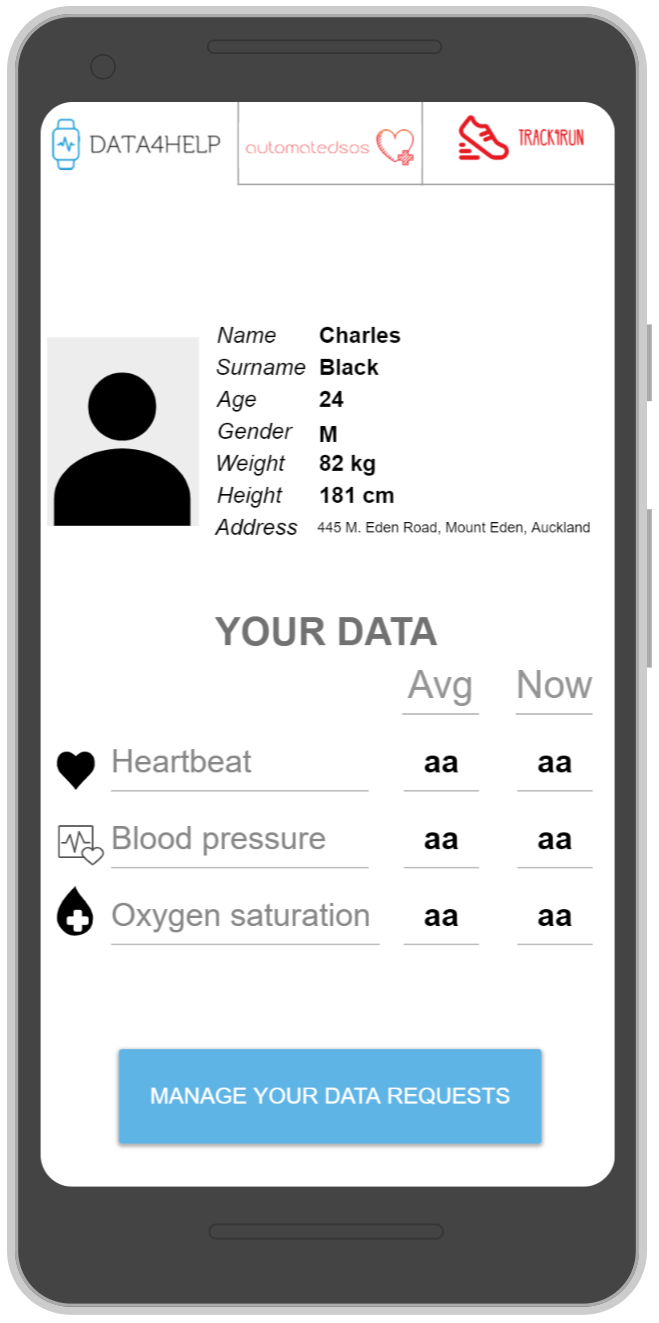 DATA4HELP automatedsos TRACK4RUN
Name Charles
Surname Black
Age 24
Gender M
Weight 82 kg
Height 181 cm
Address 445 M. Eden Road, Mount Eden, Auckland
YOUR DATA
Avg Now
Heartbeat aa aa
Blood pressure aa aa
Oxygen saturation aa aa
MANAGE YOUR DATA REQUESTS